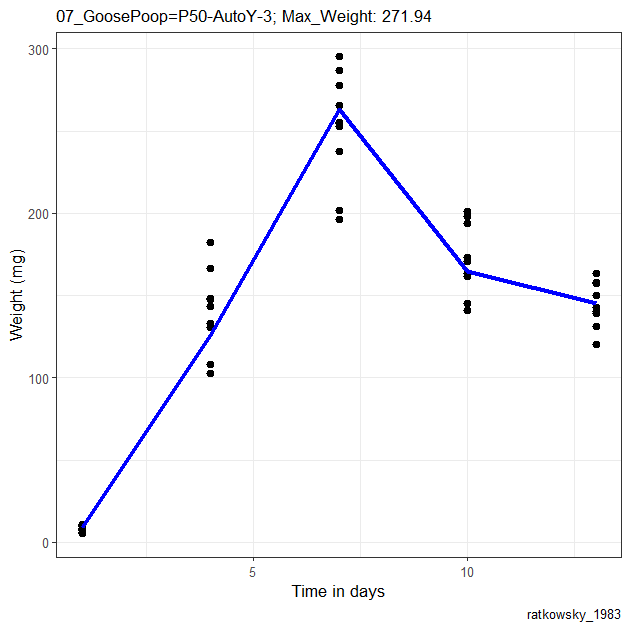 07_GoosePoop=P50-AutoY-3; Max_Weight: 271.94
300
200
100
0
Weight (mg)
5
10
Time in days
ratkowsky_1983